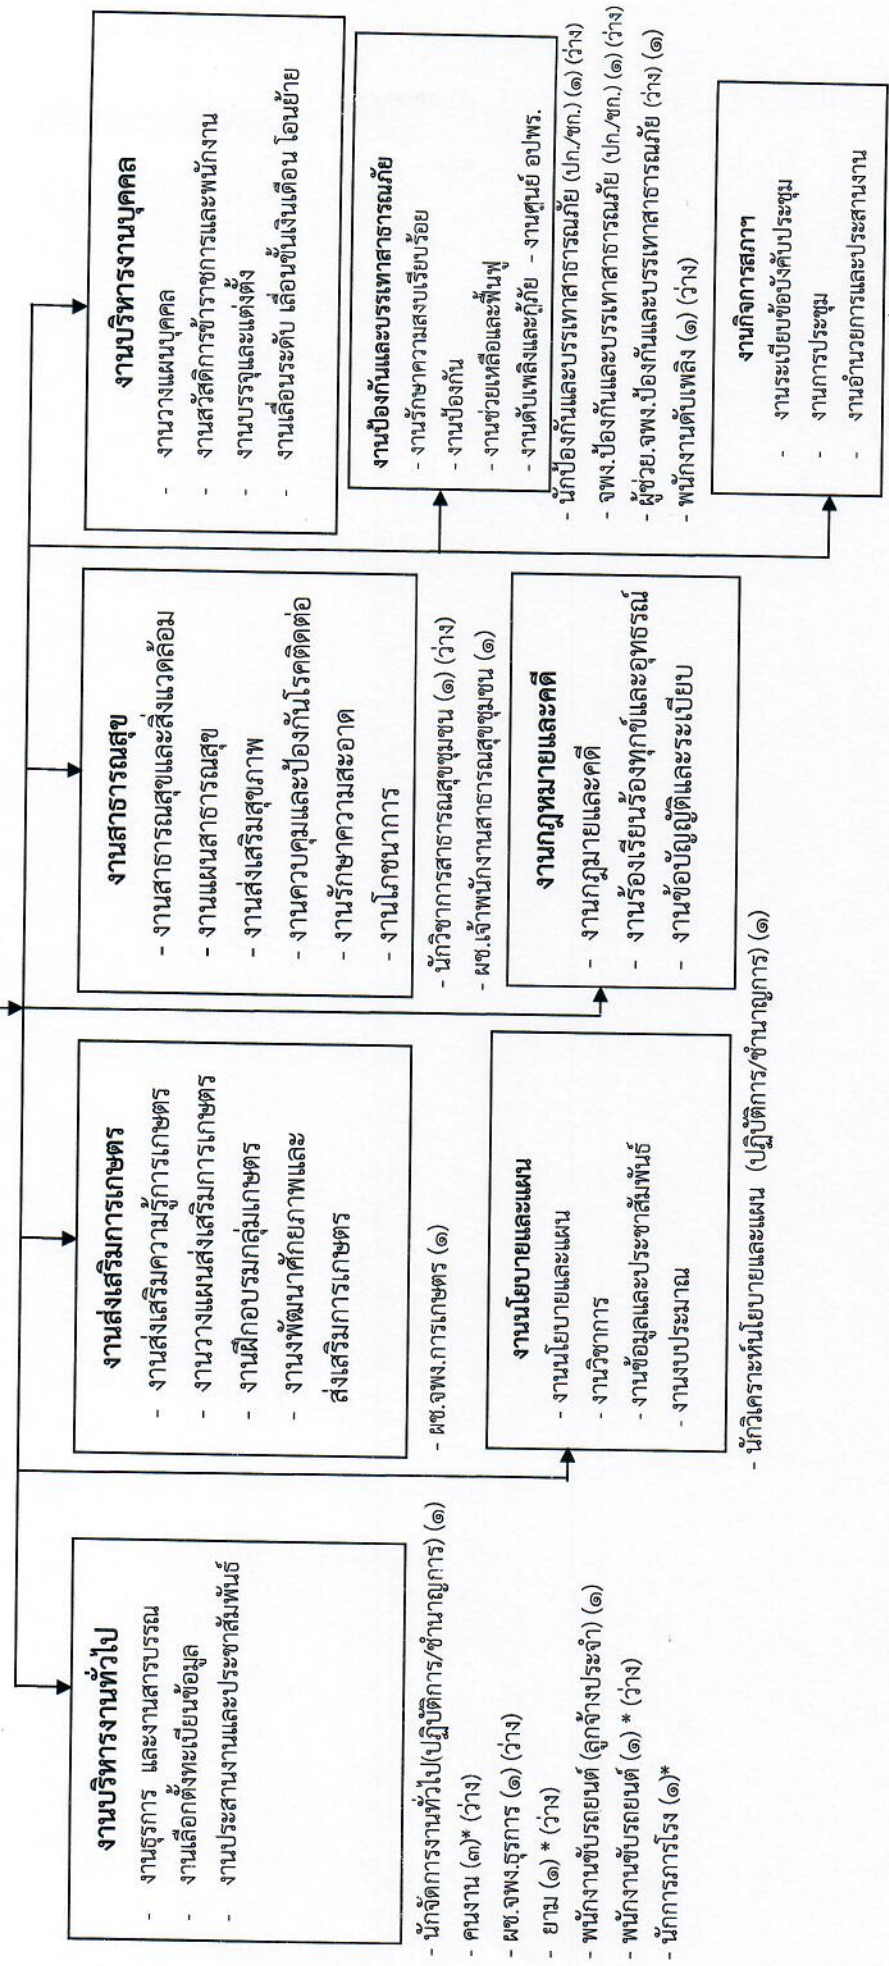 งานบริหารงานทั่วไป
- งานธุรการ และงานสารบรรณ
- งานเลือกตั้งทะเบียนข้อมูล
- งานประสานงานและประชาสัมพันธ์
- นักจัดการงานทั่วไป(ปฏิบัติการ/ชำนาญการ) (๑)
- คนงาน (๓)* (ว่าง)
- ผช.จพง.ธุรการ (๑) (ว่าง)
- ยาม (๑) * (ว่าง)
- พนักงานขับรถยนต์ (ลูกจ้างประจำ) (๑)
- พนักงานขับรถยนต์ (๑) * (ว่าง)
- นักการภารโรง (๑)*
งานส่งเสริมการเกษตร
- งานส่งเสริมความรู้การเกษตร
- งานวางแผนส่งเสริมการเกษตร
- งานฝึกอบรมกลุ่มเกษตร
- งานงพัฒนาศักยภาพและ
ส่งเสริมการเกษตร
- ผช.จพง.การเกษตร (๑)
งานนโยบายและแผน
- งานนโยบายและแผน
- งานวิชาการ
- งานข้อมูลและประชาสัมพันธ์
- งานงบประมาณ
- นักวิเคราะห์นโยบายและแผน (ปฏิบัติการ/ชำนาญการ) (๑)
งานสาธารณสุข
- งานสาธารณสุขและสิ่งแวดล้อม
- งานแผนสาธารณสุข
- งานส่งเสริมสุขภาพ
- งานควบคุมและป้องกันโรคติดต่อ
- งานรักษาความสะอาด
- งานโภชนาการ
- นักวิชาการสาธารณสุขชุมชน (๑) (ว่าง)
- ผช.เจ้าพนักงานสาธารณสุขชุมชน (๑)
งานกฎหมายและคดี
- งานกฎมายและคดี
- งานร้องเรียนร้องทุกข์และอุทธรณ์
- งานข้อบัญญัติและระเบียบ
งานบริหารงานบุคคล
- งานวางแผนบุคคล
- งานสวัสดิการข้าราชการและพนักงาน
- งานบรรจุและแต่งตั้ง
- งานเลื่อนระดับ เลื่อนขั้นเงินเดือน โอนย้าย
งานป้องกันและบรรเทาสาธารณภัย
- งานรักษาความสงบเรียบร้อย
- งานป้องกัน
- งานช่วยเหลือและฟื้นฟู
- งานดับเพลิงและกู้ภัย - งานศูนย์ อปพร.
- นักป้องกันและบรรเทาสาธารณภัย (ปก./ชก.) (๑) (ว่าง)
- จพง.ป้องกันและบรรเทาสาธารณภัย (ปก./ชก.) (๑) (ว่าง)
- ผู้ช่วย.จพง.ป้องกันและบรรเทาสาธารณภัย (ว่าง) (๑)
- พนักงานดับเพลิง (๑) (ว่าง)
งานกิจการสภาฯ
- งานระเบียบข้อบังคับประชุม
- งานการประชุม
- งานอำนวยการและประสานงาน